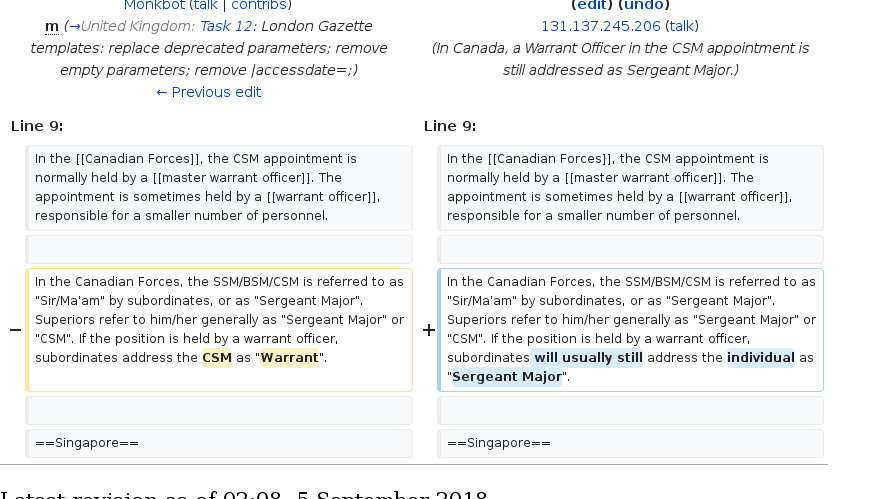 Monkbot (talk | contribs)
m (→United Kingdom: Task 12: London Gazette
templates: replace deprecated parameters; remove
empty parameters; remove |accessdate=;)
← Previous edit
(edit) (undo)
131.137.245.206 (talk)
(In Canada, a Warrant Officer in the CSM appointment is
still addressed as Sergeant Major.)
Line 9:
In the [[Canadian Forces]], the CSM appointment is
normally held by a [[master warrant officer]]. The
appointment is sometimes held by a [[warrant officer]],
responsible for a smaller number of personnel.
− In the Canadian Forces, the SSM/BSM/CSM is referred to as
"Sir/Ma'am" by subordinates, or as "Sergeant Major".
Superiors refer to him/her generally as "Sergeant Major" or
"CSM". If the position is held by a warrant officer,
subordinates address the CSM as "Warrant".
==Singapore==
Line 9:
In the [[Canadian Forces]], the CSM appointment is
normally held by a [[master warrant officer]]. The
appointment is sometimes held by a [[warrant officer]],
responsible for a smaller number of personnel.
+ In the Canadian Forces, the SSM/BSM/CSM is referred to as
"Sir/Ma'am" by subordinates, or as "Sergeant Major".
Superiors refer to him/her generally as "Sergeant Major" or
"CSM". If the position is held by a warrant officer,
subordinates will usually still address the individual as
"Sergeant Major".
==Singapore==
Latest revision as of 02:08, 5 September 2018